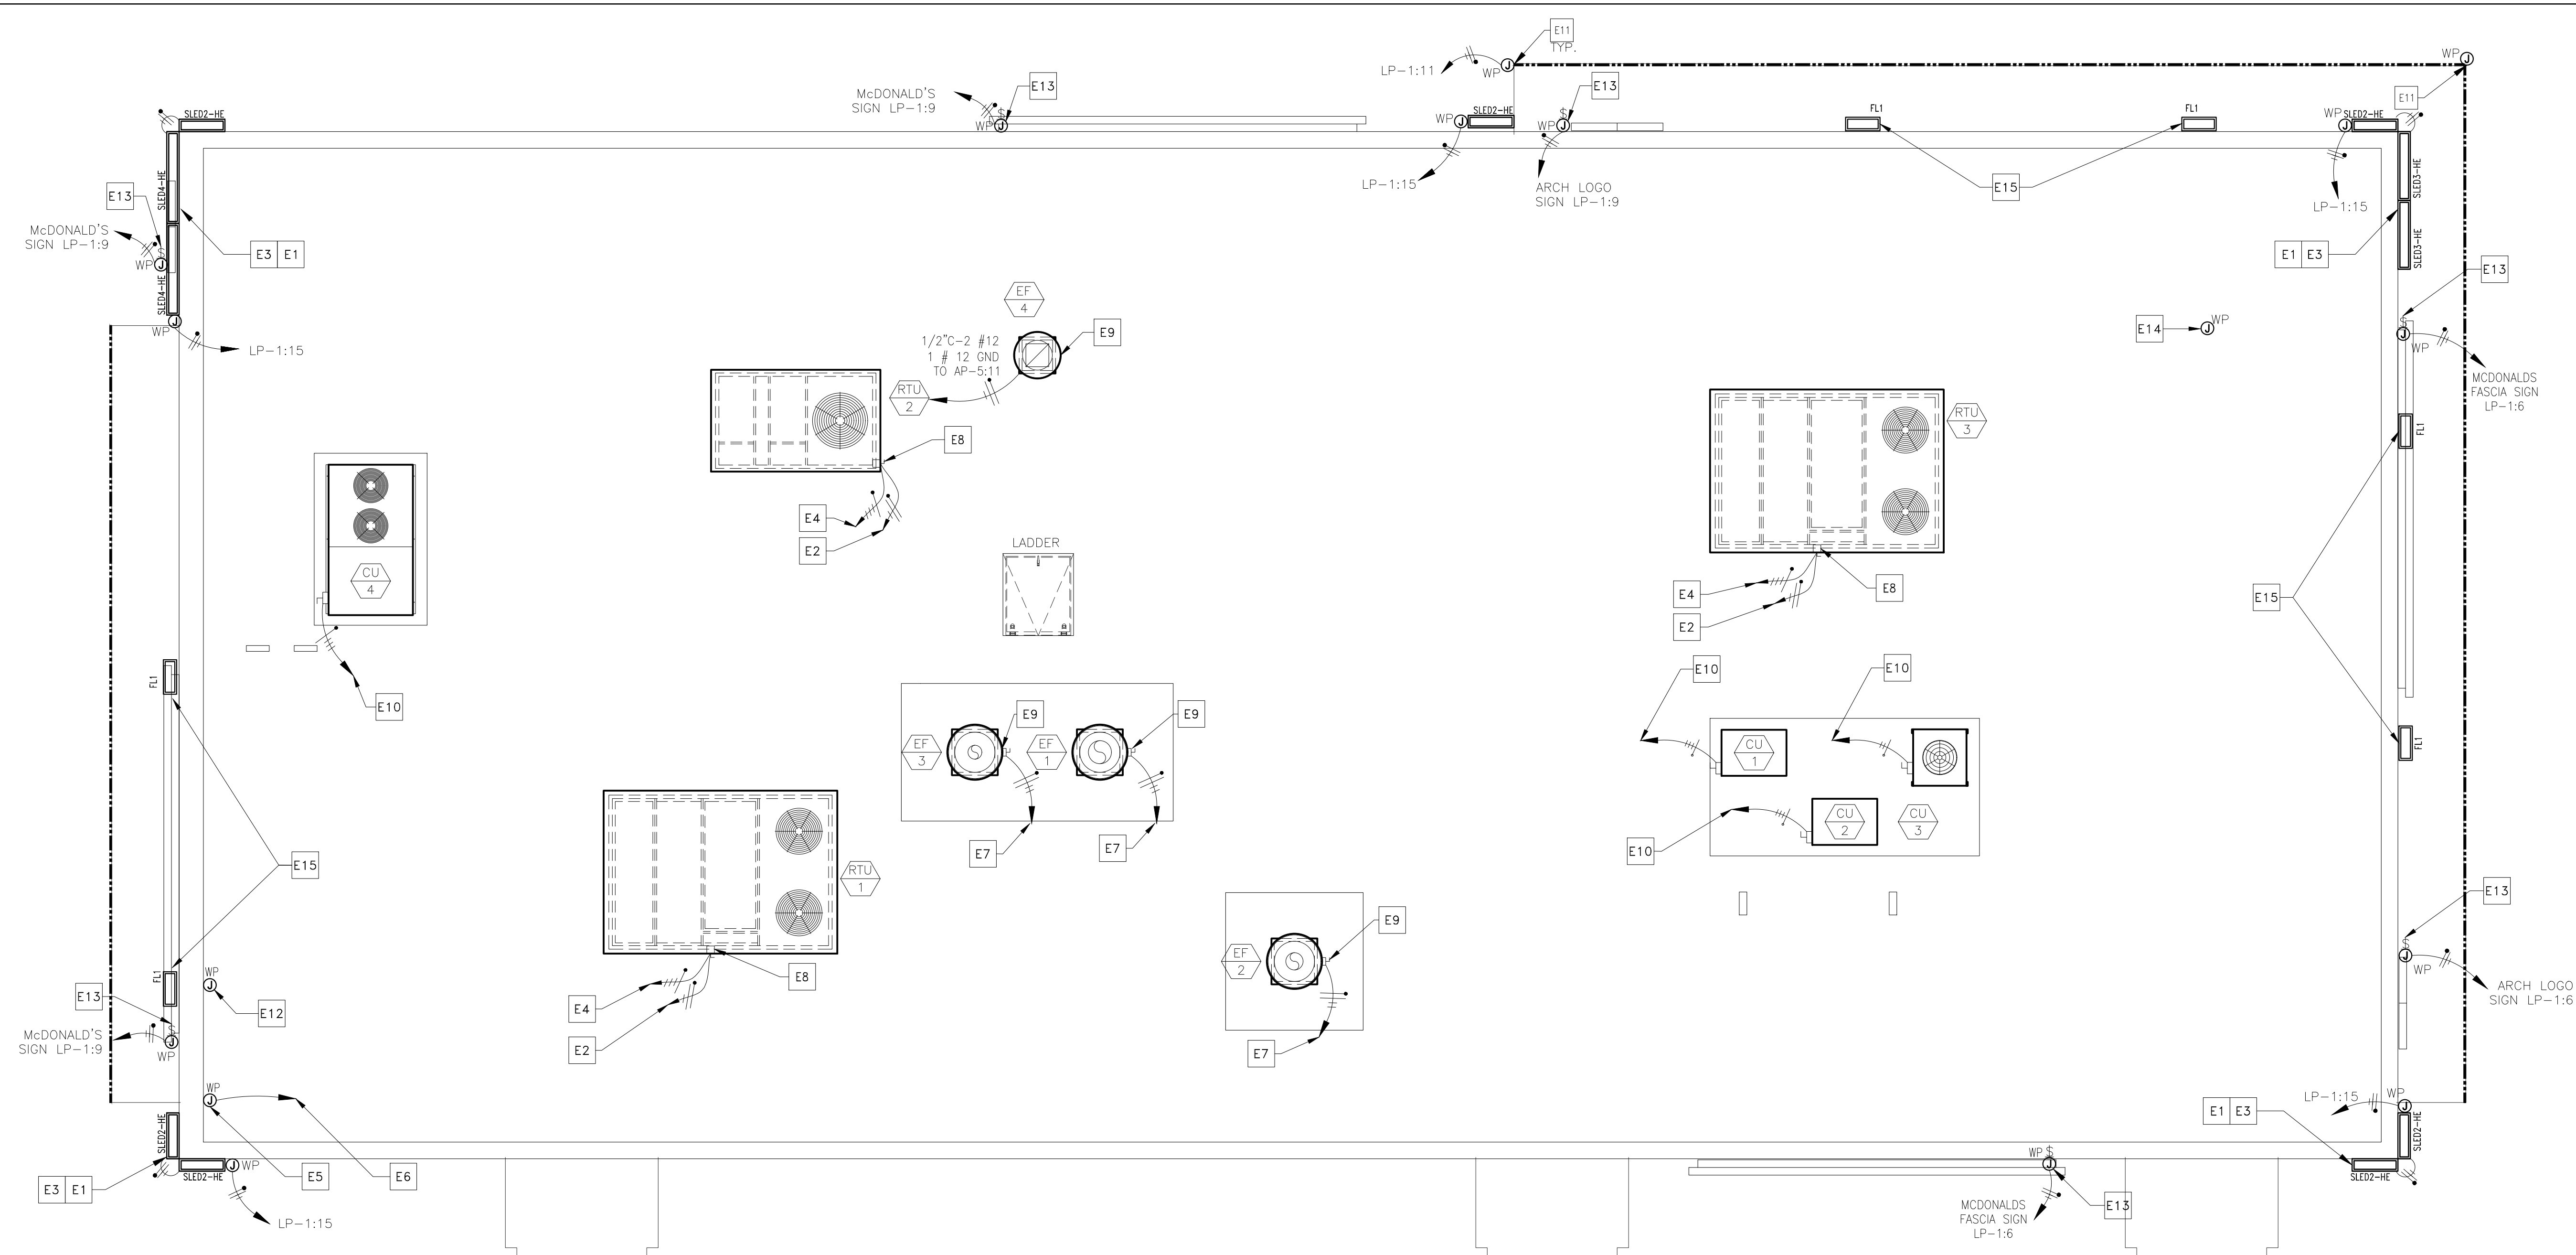 E11
TYP.
WP
LP-1:11
WP
E11
McDONALD'S
SIGN LP-1:9
E13
WP
$
SLED2-HE
WP
SLED2-HE
LP-1:15
E13
$
WP
ARCH LOGO
SIGN LP-1:9
FL1
FL1
E15
WP
SLED2-HE
LP-1:15
SLED4-HE
SLED4-HE
E13
McDONALD'S
SIGN LP-1:9
$
WP
E3 E1
WP
LP-1:15
SLED3-HE
SLED3-HE
E1 E3
E13
$
WP
MCDONALDS
FASCIA SIGN
LP-1:6
E14
WP
EF
4
E9
1/2"C-2 #12
1 # 12 GND
TO AP-5:11
RTU
2
E8
E4
E2
RTU
3
E8
E4
E2
FL1
E15
FL1
CU
4
E10
LADDER
E9
E9
EF
3
EF
1
E7
E7
E10
E10
CU
1
CU
2
CU
3
E10
FL1
E15
FL1
RTU
1
E8
E4
E2
EF
2
E9
E7
E13
$
WP
ARCH LOGO
SIGN LP-1:6
WP
E12
E13
$
McDONALD'S
SIGN LP-1:9
WP
WP
E5
E6
SLED2-HE
E3 E1
SLED2-HE
WP
LP-1:15
LP-1:15
WP
E1 E3
SLED2-HE
SLED2-HE
WP
$
E13
MCDONALDS
FASCIA SIGN
LP-1:6